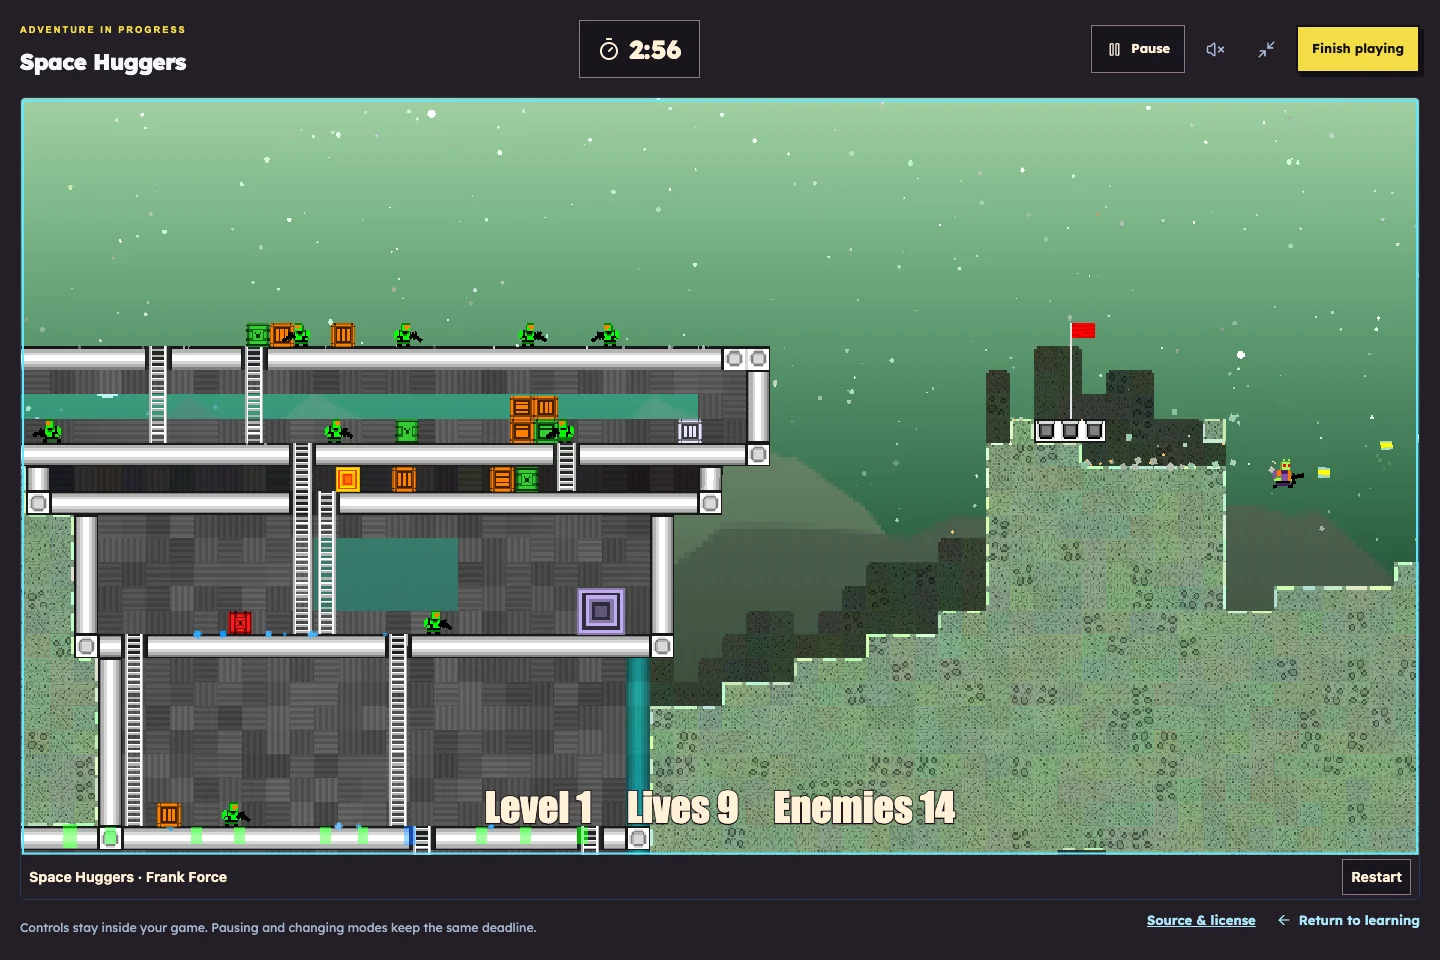 ADVENTURE IN PROGRESS
Space Huggers
2:56
Pause
Finish playing
Level 1 Lives 9 Enemies 14
Space Huggers · Frank Force
Restart
Controls stay inside your game. Pausing and changing modes keep the same deadline.
Source & license
← Return to learning